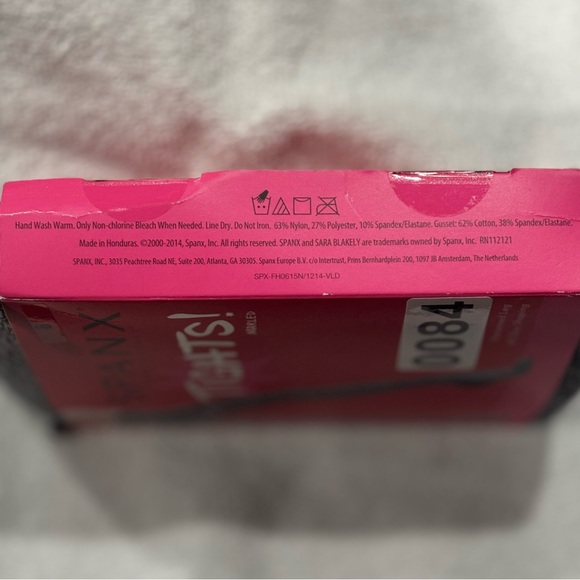 Hand Wash Warm. Only Non-chlorine Bleach When Needed. Line Dry. Do Not Iron. 63% Nylon, 27% Polyester, 10% Spandex/Elastane. Gusset: 62% Cotton, 38% Spandex/Elastane.
Made in Honduras. ©2000-2014, Spanx, Inc. All rights reserved. SPANX and SARA BLAKELY are trademarks owned by Spanx, Inc. RN112121
SPANX, INC., 3035 Peachtree Road NE, Suite 200, Atlanta, GA 30305. Spanx Europe B.V. c/o Intertrust, Prins Bernhardplein 200, 1097 JB Amsterdam, The Netherlands
SPX-FH0615N/1214-VLD
SPANX
TIGHTS!
0084